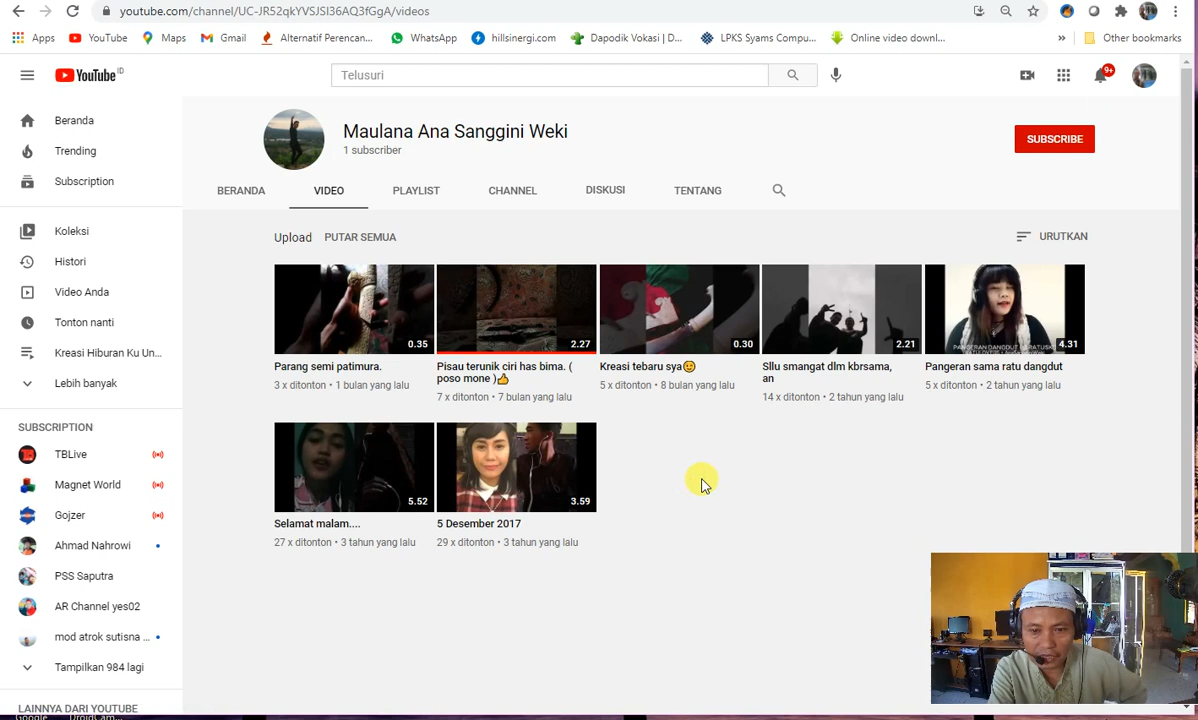 youtube.com/channel/UC-JR52qkYVSJSI36AQ3fGgA/videos
Apps YouTube Maps Gmail Alternatif Perencan... WhatsApp hillsinergi.com Dapodik Vokasi | D... LPKS Syams Compu... Online video downl... » Other bookmarks
YouTube ID Telusuri 9+
Beranda
Trending
Subscription
Koleksi
Histori
Video Anda
Tonton nanti
Kreasi Hiburan Ku Un...
Lebih banyak
SUBSCRIPTION
TBLive
Magnet World
Gojzer
Ahmad Nahrowi
PSS Saputra
AR Channel yes02
mod atrok sutisna ...
Tampilkan 984 lagi
LAINNYA DARI YOUTUBE
Maulana Ana Sanggini Weki
1 subscriber
SUBSCRIBE
BERANDA VIDEO PLAYLIST CHANNEL DISKUSI TENTANG
Upload PUTAR SEMUA URUTKAN
0.35
Parang semi patimura.
3 x ditonton • 1 bulan yang lalu
2.27
Pisau terunik ciri has bima. (
poso mone )👍
7 x ditonton • 7 bulan yang lalu
0.30
Kreasi tebaru sya😉
5 x ditonton • 8 bulan yang lalu
2.21
Sllu smangat dlm kbrsama,
an
14 x ditonton • 2 tahun yang lalu
4.31
Pangeran sama ratu dangdut
5 x ditonton • 2 tahun yang lalu
5.52
Selamat malam....
27 x ditonton • 3 tahun yang lalu
3.59
5 Desember 2017
29 x ditonton • 3 tahun yang lalu
Google DroidCam...